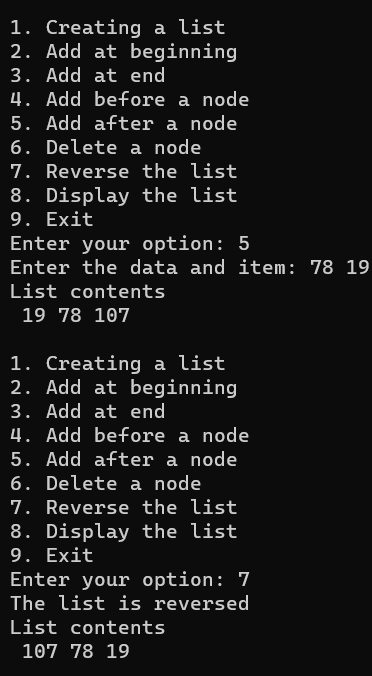 1. Creating a list
2. Add at beginning
3. Add at end
4. Add before a node
5. Add after a node
6. Delete a node
7. Reverse the list
8. Display the list
9. Exit
Enter your option: 5
Enter the data and item: 78 19
List contents
 19 78 107

1. Creating a list
2. Add at beginning
3. Add at end
4. Add before a node
5. Add after a node
6. Delete a node
7. Reverse the list
8. Display the list
9. Exit
Enter your option: 7
The list is reversed
List contents
 107 78 19